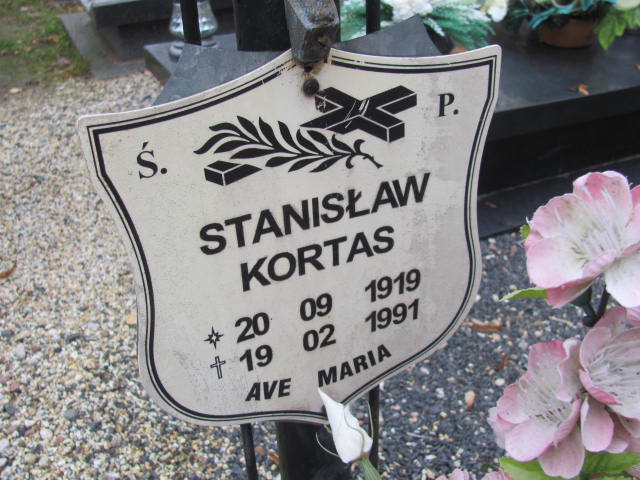 Ś. P.
STANISŁAW
KORTAS
20 09 1919
19 02 1991
AVE MARIA